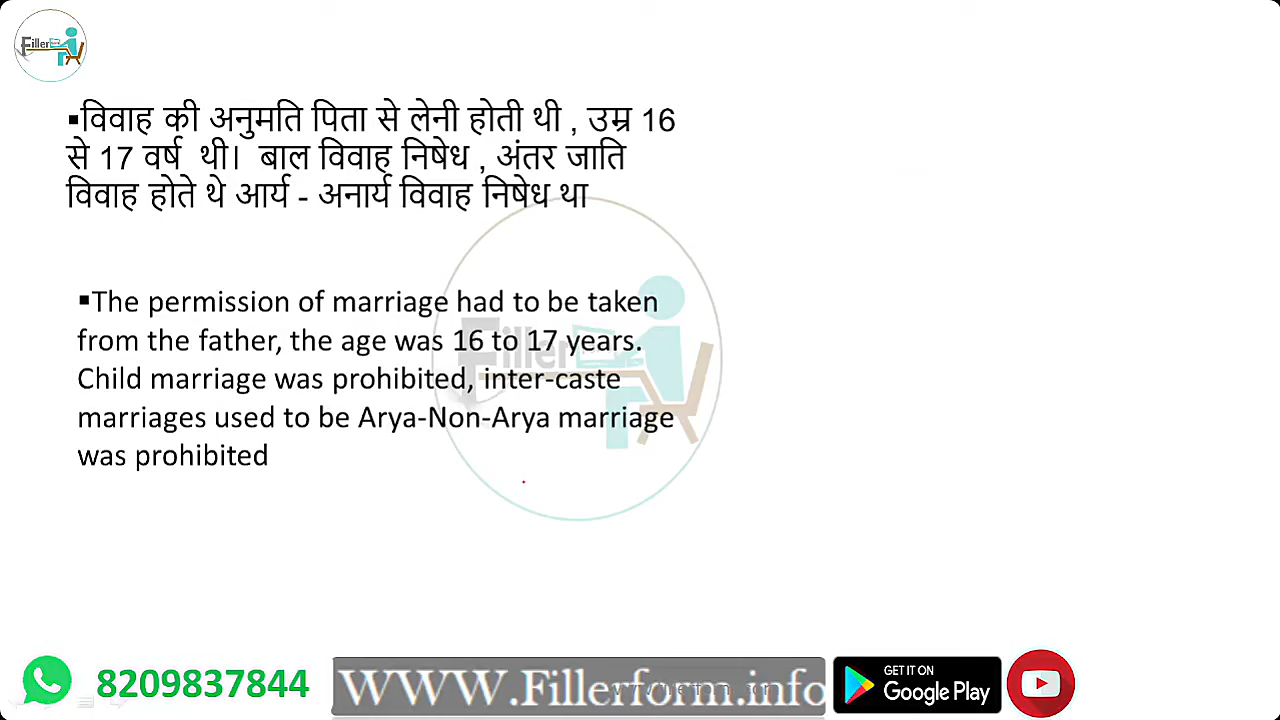 Filler
▪विवाह की अनुमति पिता से लेनी होती थी , उम्र 16
से 17 वर्ष थी। बाल विवाह निषेध , अंतर जाति
विवाह होते थे आर्य - अनार्य विवाह निषेध था
▪The permission of marriage had to be taken
from the father, the age was 16 to 17 years.
Child marriage was prohibited, inter-caste
marriages used to be Arya-Non-Arya marriage
was prohibited
Filler
8209837844
WWW.Fillerform.info
GET IT ON
Google Play